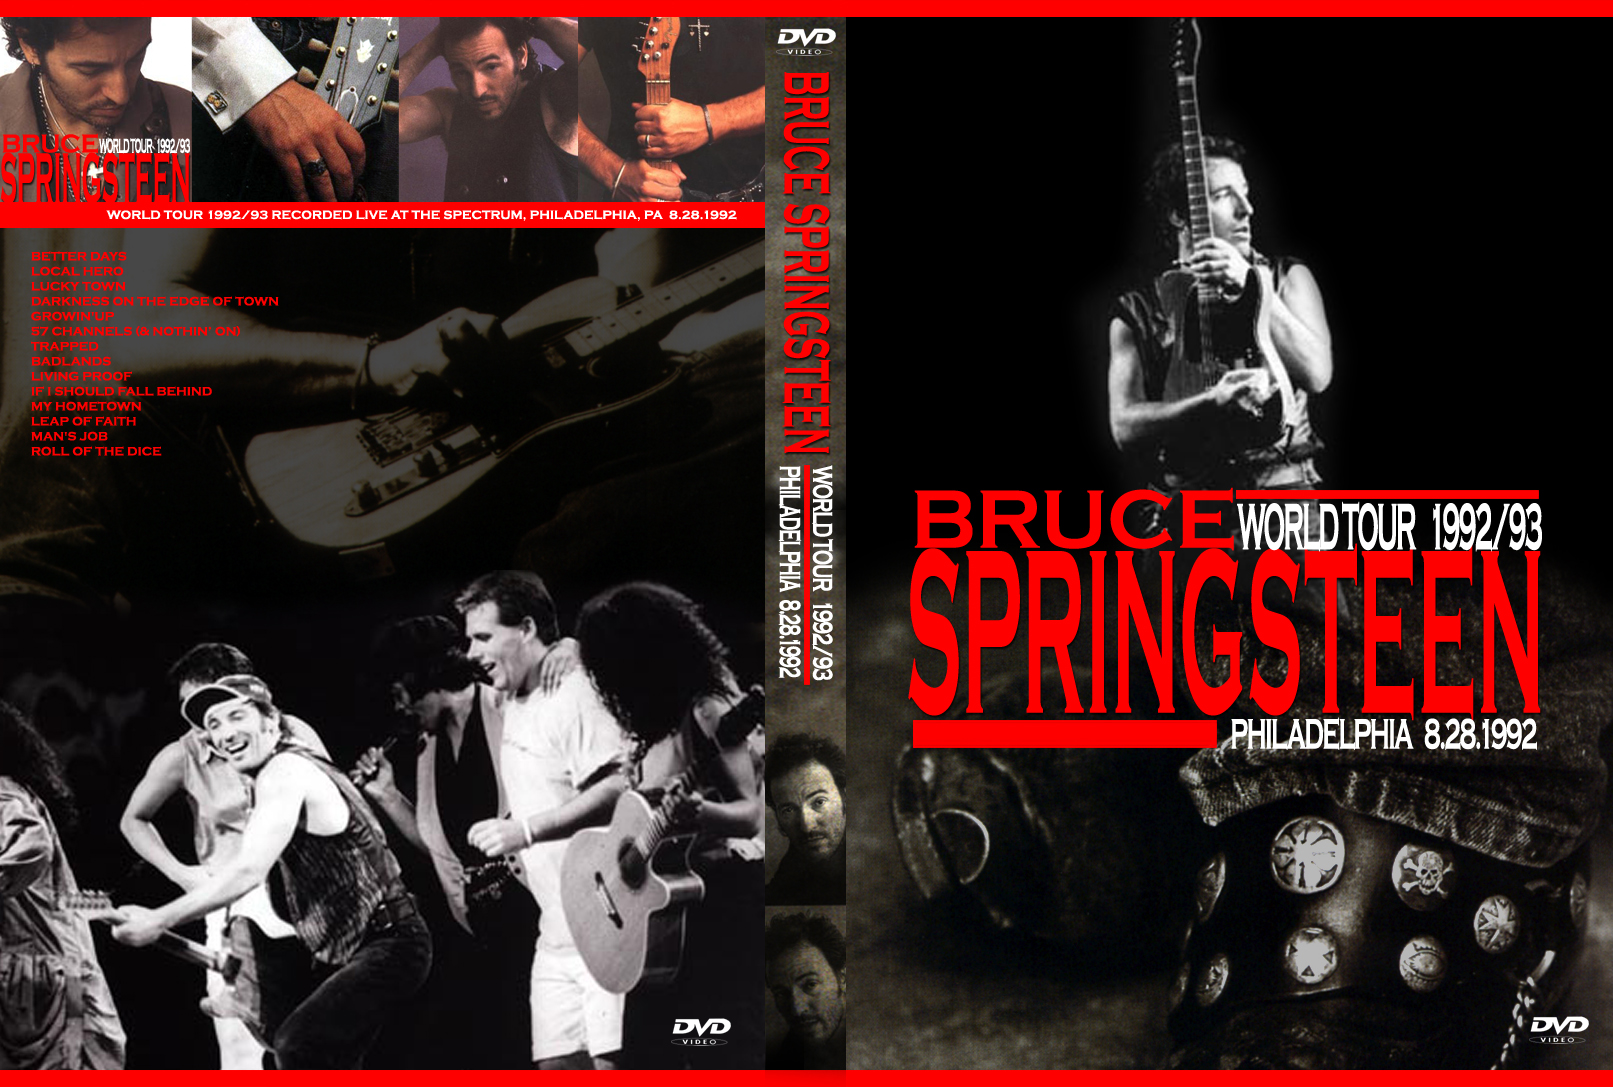 BRUCE WORLD TOUR 1992/93
SPRINGSTEEN
WORLD TOUR 1992/93 RECORDED LIVE AT THE SPECTRUM, PHILADELPHIA, PA 8.28.1992
BETTER DAYS
LOCAL HERO
LUCKY TOWN
DARKNESS ON THE EDGE OF TOWN
GROWIN'UP
57 CHANNELS (& NOTHIN' ON)
TRAPPED
BADLANDS
LIVING PROOF
IF I SHOULD FALL BEHIND
MY HOMETOWN
LEAP OF FAITH
MAN'S JOB
ROLL OF THE DICE
DVD
VIDEO
DVD
VIDEO
BRUCE SPRINGSTEEN
WORLD TOUR 1992/93
PHILADELPHIA 8.28.1992
BRUCE WORLD TOUR 1992/93
SPRINGSTEEN
PHILADELPHIA 8.28.1992
DVD
VIDEO